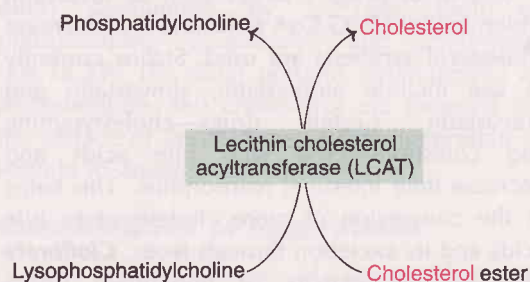 Phosphatidylcholine Cholesterol
Lecithin cholesterol
acyltransferase (LCAT)
Lysophosphatidylcholine Cholesterol ester